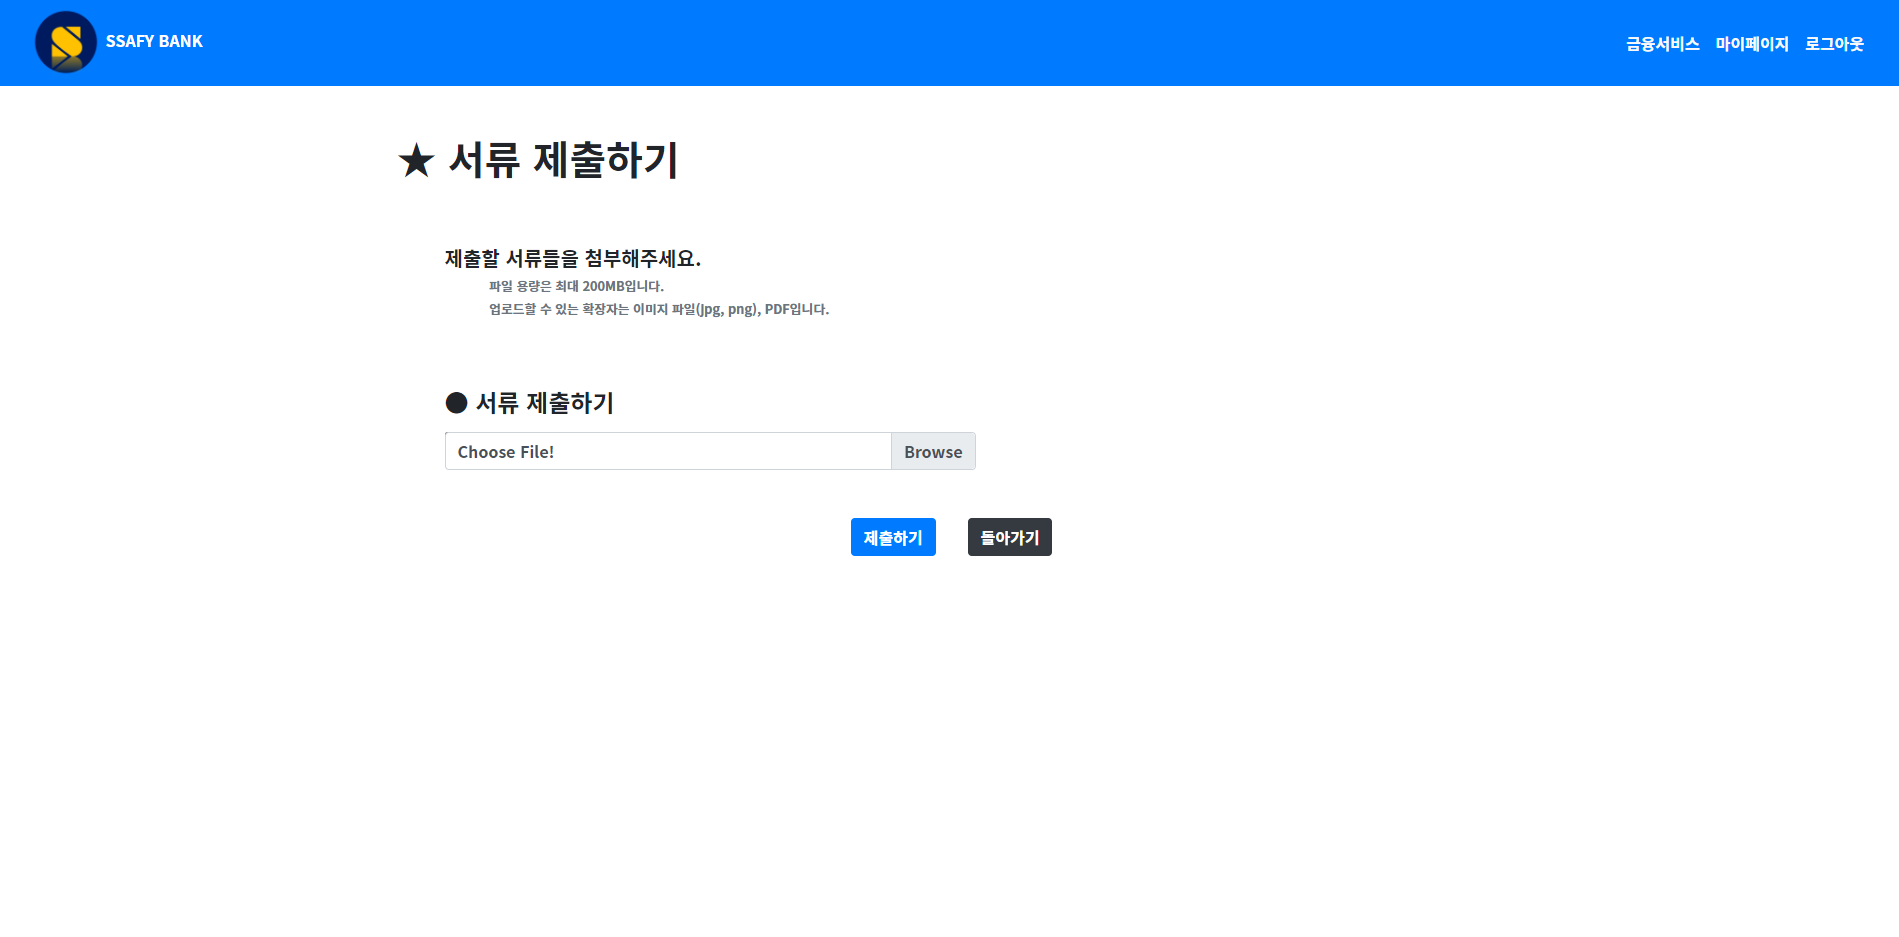 SSAFY BANK
금융서비스 마이페이지 로그아웃
★ 서류 제출하기
제출할 서류들을 첨부해주세요.
파일 용량은 최대 200MB입니다.
업로드할 수 있는 확장자는 이미지 파일(jpg, png), PDF입니다.
● 서류 제출하기
Choose File! Browse
제출하기 돌아가기